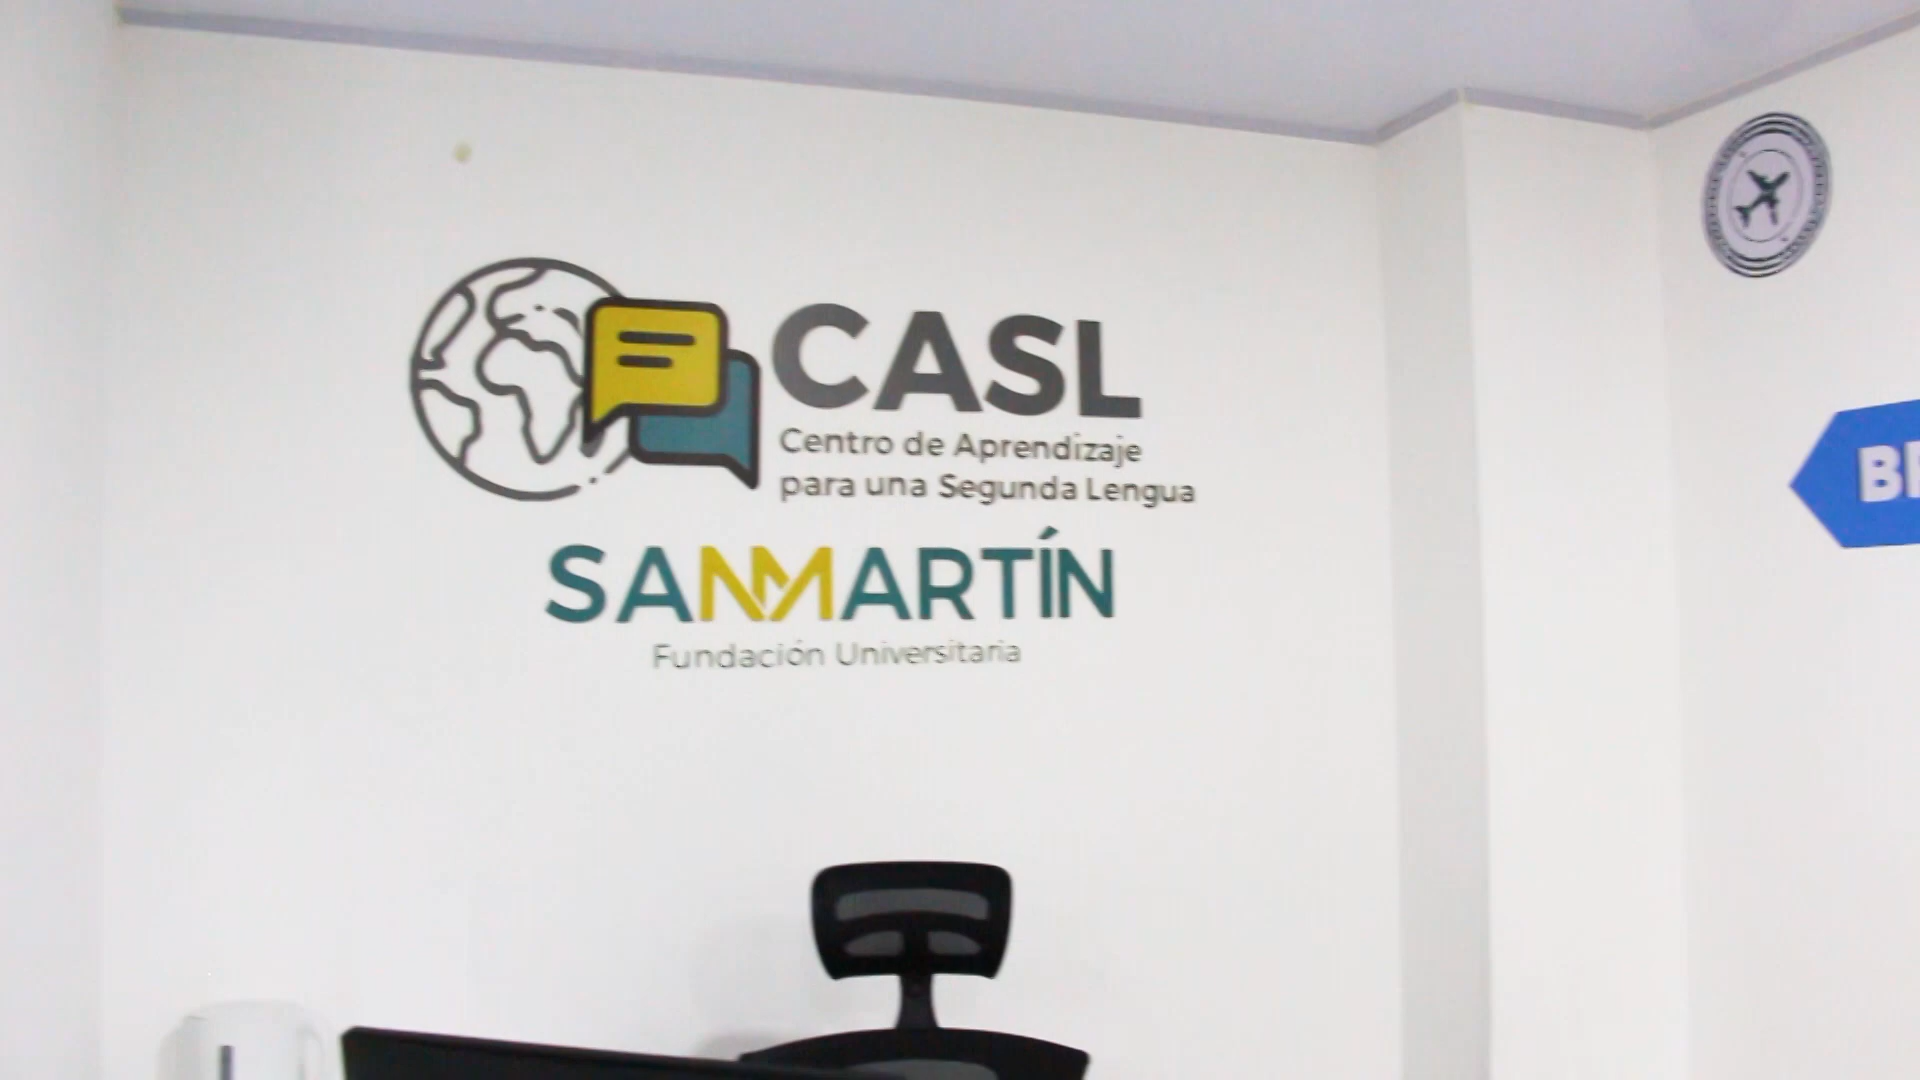 CASL
Centro de Aprendizaje
para una Segunda Lengua
SANMARTÍN
Fundación Universitaria